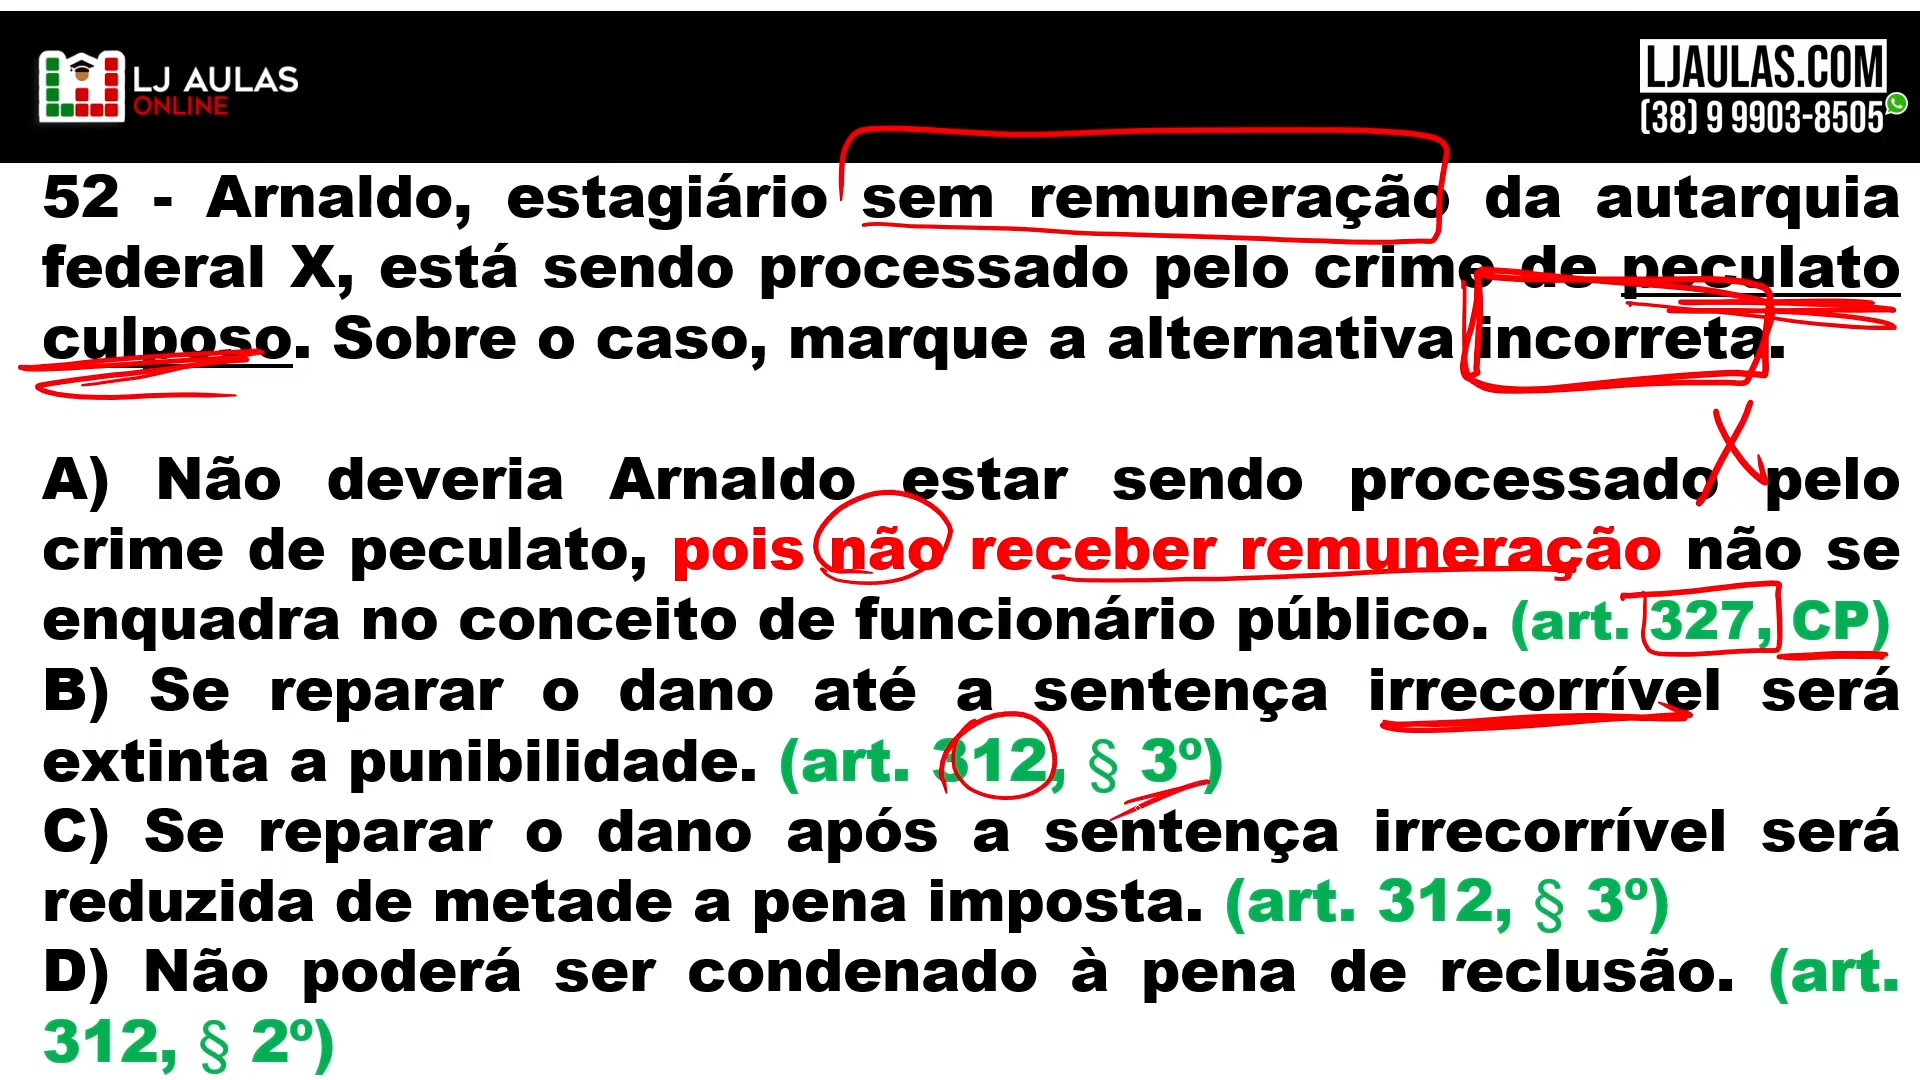 LJ AULAS
ONLINE
LJAULAS.COM
(38) 9 9903-8505
52 - Arnaldo, estagiário sem remuneração da autarquia
federal X, está sendo processado pelo crime de peculato
culposo. Sobre o caso, marque a alternativa incorreta.
A) Não deveria Arnaldo estar sendo processado pelo
crime de peculato, pois não receber remuneração não se
enquadra no conceito de funcionário público. (art. 327, CP)
B) Se reparar o dano até a sentença irrecorrível será
extinta a punibilidade. (art. 312, § 3º)
C) Se reparar o dano após a sentença irrecorrível será
reduzida de metade a pena imposta. (art. 312, § 3º)
D) Não poderá ser condenado à pena de reclusão. (art.
312, § 2º)